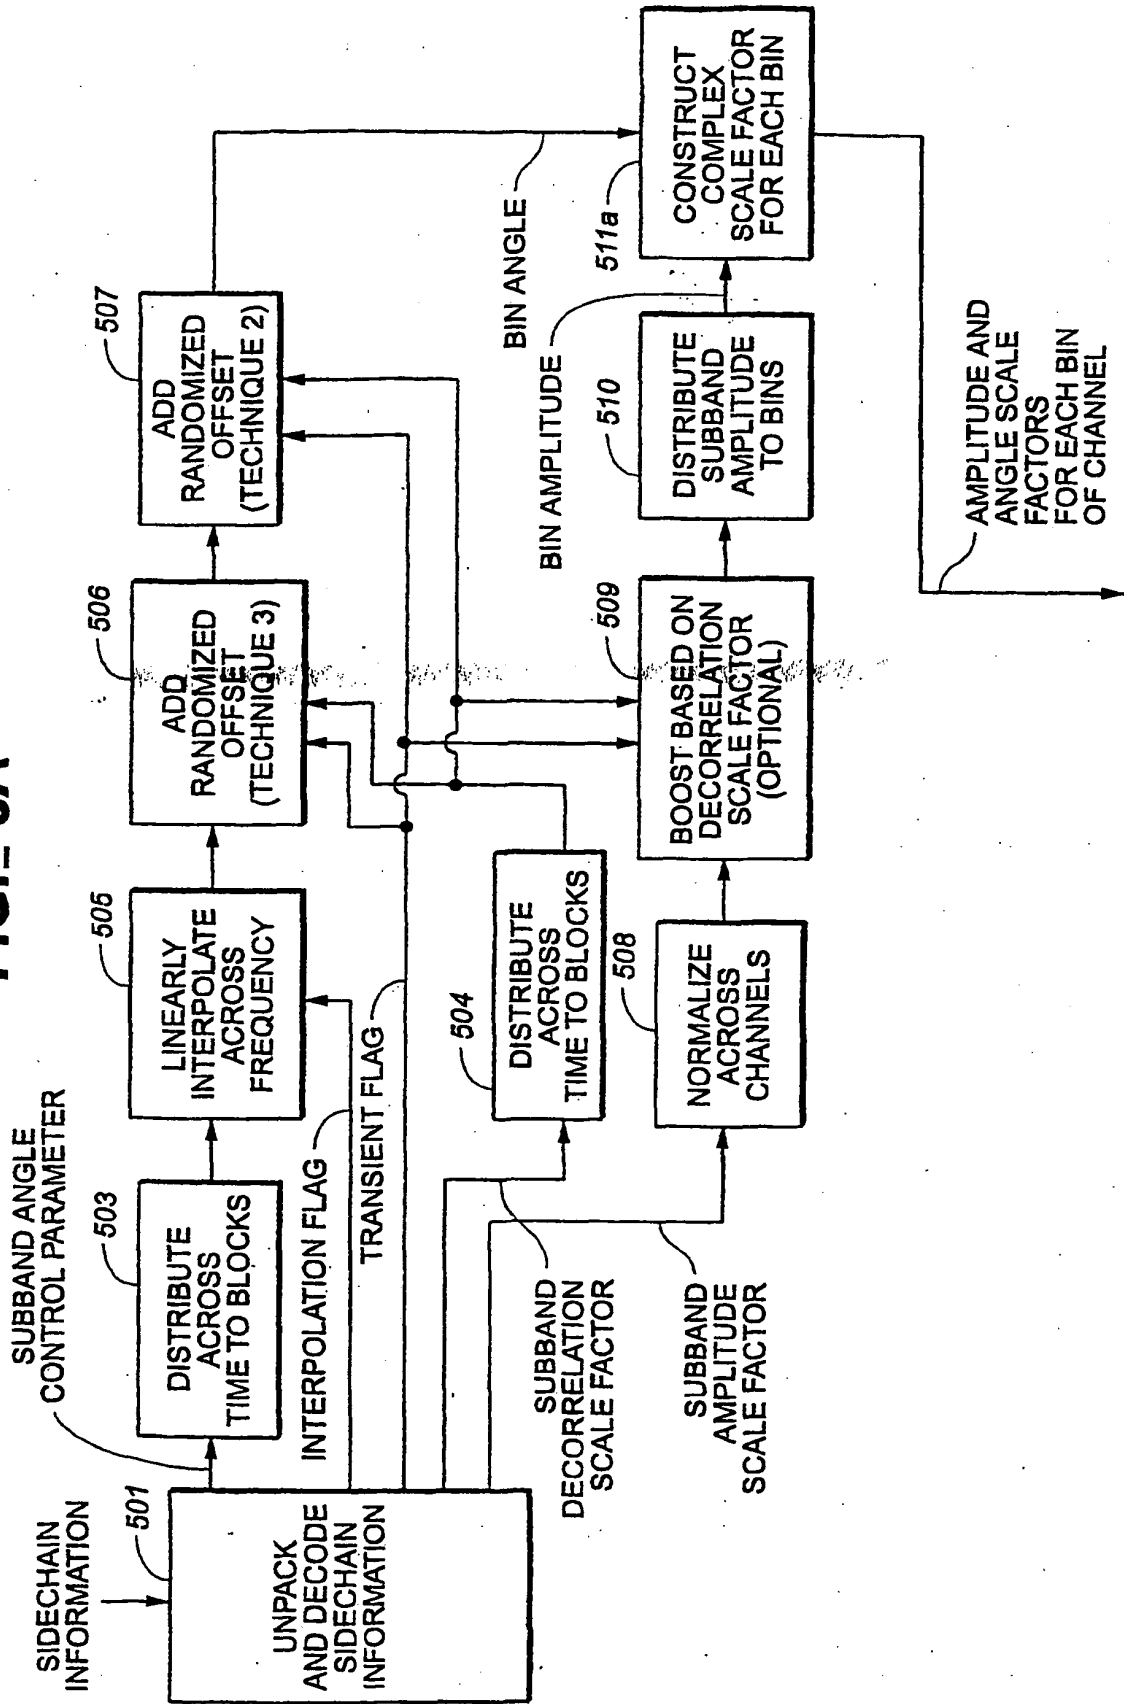 SIDECHAIN
INFORMATION
501
UNPACK
AND DECODE
SIDECHAIN
INFORMATION
SUBBAND ANGLE
CONTROL PARAMETER
503
DISTRIBUTE
ACROSS
TIME TO BLOCKS
505
LINEARLY
INTERPOLATE
ACROSS
FREQUENCY
506
ADD
RANDOMIZED
OFFSET
(TECHNIQUE 3)
507
ADD
RANDOMIZED
OFFSET
(TECHNIQUE 2)
INTERPOLATION FLAG
TRANSIENT FLAG
BIN ANGLE
SUBBAND
DECORRELATION
SCALE FACTOR
504
DISTRIBUTE
ACROSS
TIME TO BLOCKS
SUBBAND
AMPLITUDE
SCALE FACTOR
508
NORMALIZE
ACROSS
CHANNELS
509
BOOST BASED ON
DECORRELATION
SCALE FACTOR
(OPTIONAL)
BIN AMPLITUDE
510
DISTRIBUTE
SUBBAND
AMPLITUDE
TO BINS
511a
CONSTRUCT
COMPLEX
SCALE FACTOR
FOR EACH BIN
AMPLITUDE AND
ANGLE SCALE
FACTORS
FOR EACH BIN
OF CHANNEL